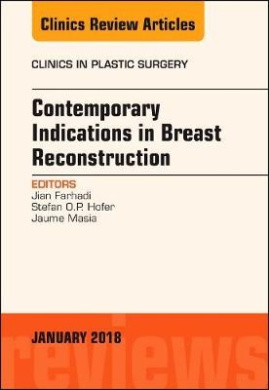 Clinics Review Articles
CLINICS IN PLASTIC SURGERY
Contemporary
Indications in Breast
Reconstruction
EDITORS
Jian Farhadi
Stefan O.P. Hofer
Jaume Masia
JANUARY 2018
reviews